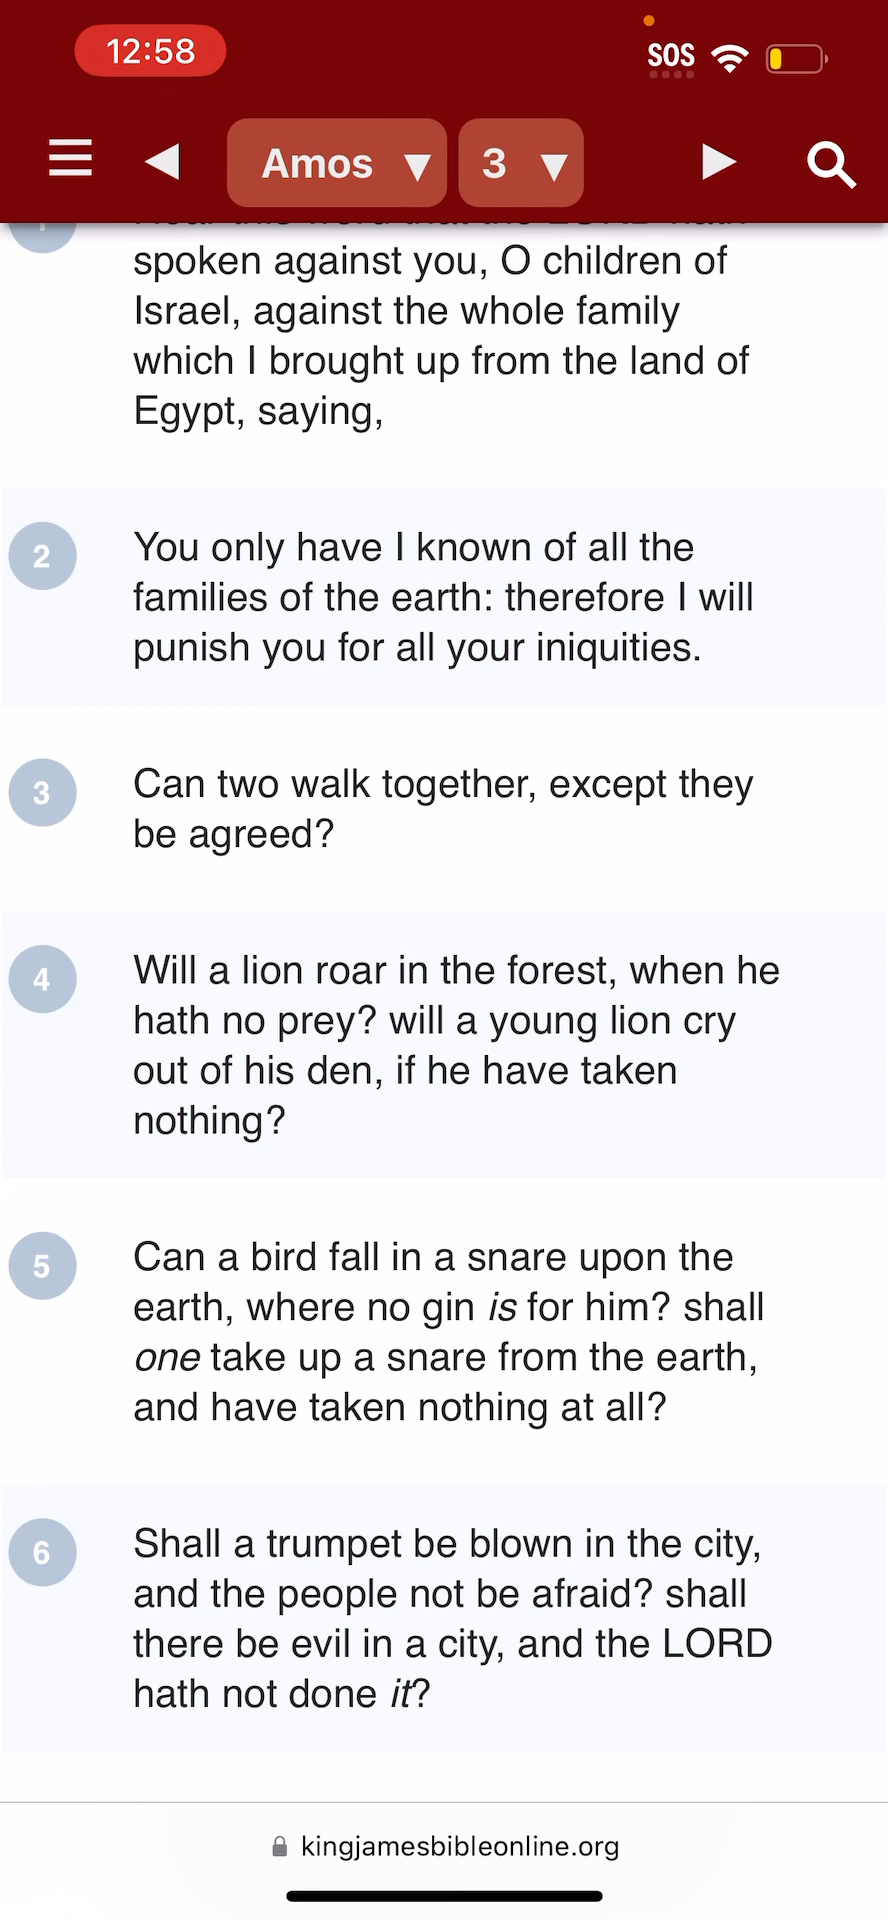 12:58
SOS
Amos ▼ 3 ▼
spoken against you, O children of
Israel, against the whole family
which I brought up from the land of
Egypt, saying,
2
You only have I known of all the
families of the earth: therefore I will
punish you for all your iniquities.
3
Can two walk together, except they
be agreed?
4
Will a lion roar in the forest, when he
hath no prey? will a young lion cry
out of his den, if he have taken
nothing?
5
Can a bird fall in a snare upon the
earth, where no gin is for him? shall
one take up a snare from the earth,
and have taken nothing at all?
6
Shall a trumpet be blown in the city,
and the people not be afraid? shall
there be evil in a city, and the LORD
hath not done it?
kingjamesbibleonline.org